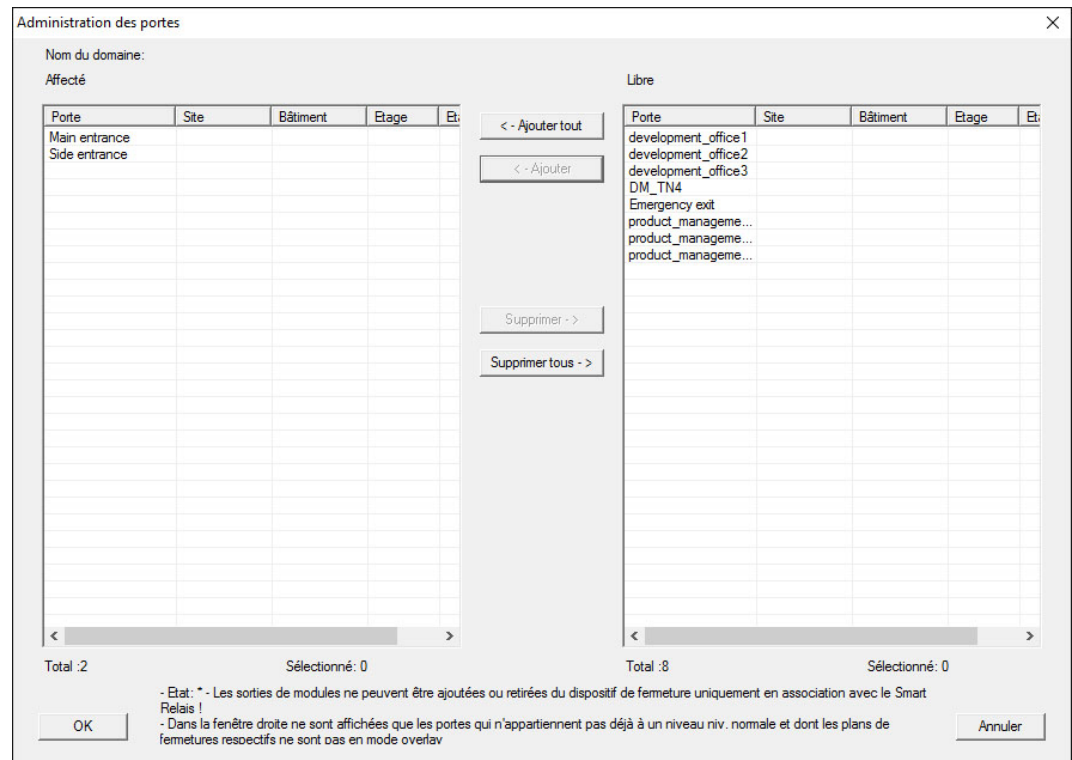 Administration des portes
Nom du domaine:
Affecté
Libre
Porte Site Bâtiment Etage Eta
Main entrance
Side entrance
< - Ajouter tout
< - Ajouter
Supprimer - >
Supprimer tous - >
Porte Site Bâtiment Etage Eta
development_office1
development_office2
development_office3
DM_TN4
Emergency exit
product_manageme...
product_manageme...
product_manageme...
Total :2 Sélectionné: 0
Total :8 Sélectionné: 0
- Etat: * - Les sorties de modules ne peuvent être ajoutées ou retirées du dispositif de fermeture uniquement en association avec le Smart
Relais !
- Dans la fenêtre droite ne sont affichées que les portes qui n'appartiennent pas déjà à un niveau niv. normale et dont les plans de
fermetures respectifs ne sont pas en mode overlay
OK
Annuler